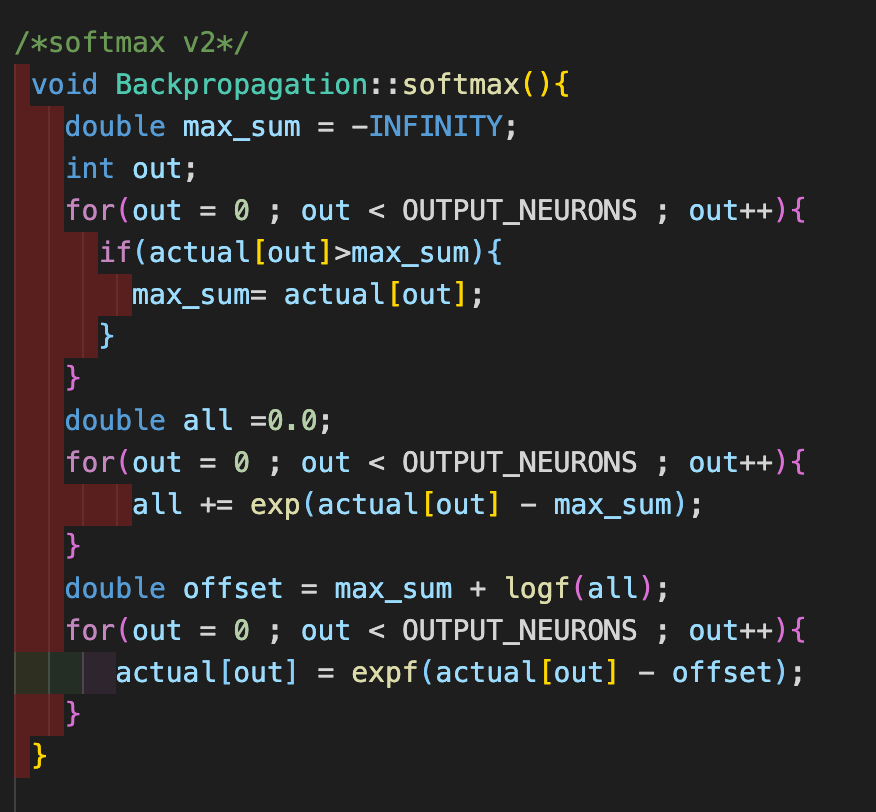 /*softmax v2*/
void Backpropagation::softmax(){
double max_sum = -INFINITY;
int out;
for(out = 0 ; out < OUTPUT_NEURONS ; out++){
if(actual[out]>max_sum){
max_sum= actual[out];
}
}
double all =0.0;
for(out = 0 ; out < OUTPUT_NEURONS ; out++){
all += exp(actual[out] - max_sum);
}
double offset = max_sum + logf(all);
for(out = 0 ; out < OUTPUT_NEURONS ; out++){
actual[out] = expf(actual[out] - offset);
}
}